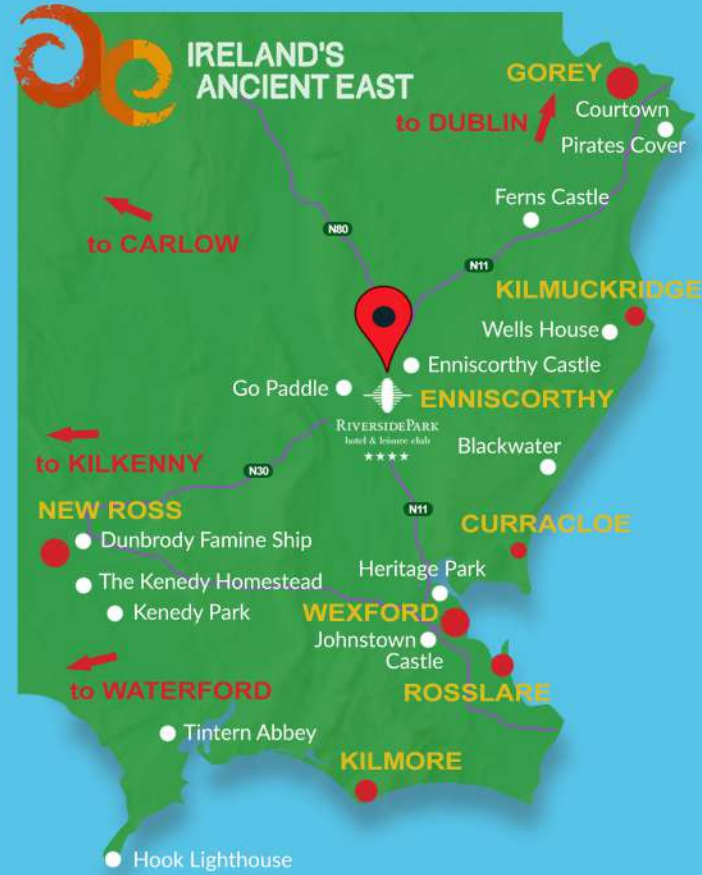 IRELAND'S
ANCIENT EAST
GOREY
Courtown
to DUBLIN
Pirates Cover
Ferns Castle
to CARLOW
N80
N11
KILMUCKRIDGE
Wells House
Enniscorthy Castle
Go Paddle
ENNISCORTHY
RIVERSIDEPARK
hotel & leisure club
Blackwater
to KILKENNY
N30
N11
NEW ROSS
CURRACLOE
Dunbrody Famine Ship
Heritage Park
The Kenedy Homestead
Kenedy Park
WEXFORD
Johnstown
Castle
ROSSLARE
to WATERFORD
Tintern Abbey
KILMORE
Hook Lighthouse